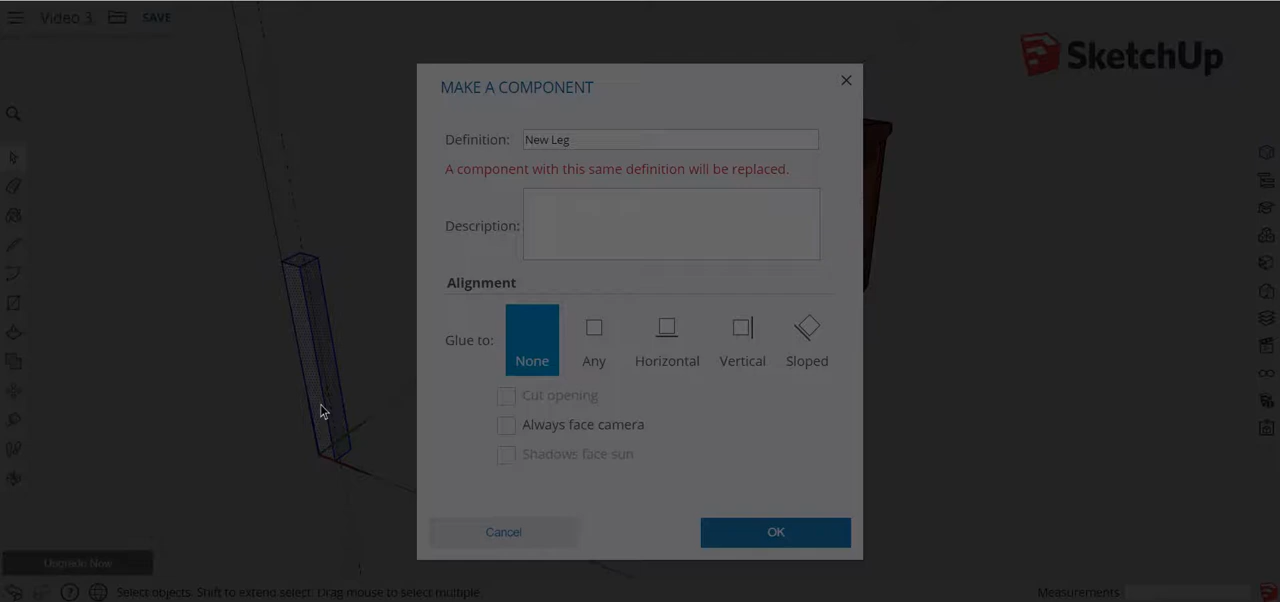 Video 3
SAVE
SketchUp
MAKE A COMPONENT
Definition: New Leg
A component with this same definition will be replaced.
Description:
Alignment
Glue to:
None Any Horizontal Vertical Sloped
Cut opening
Always face camera
Shadows face sun
Cancel OK
Upgrade Now
Select objects. Shift to extend select. Drag mouse to select multiple.
Measurements